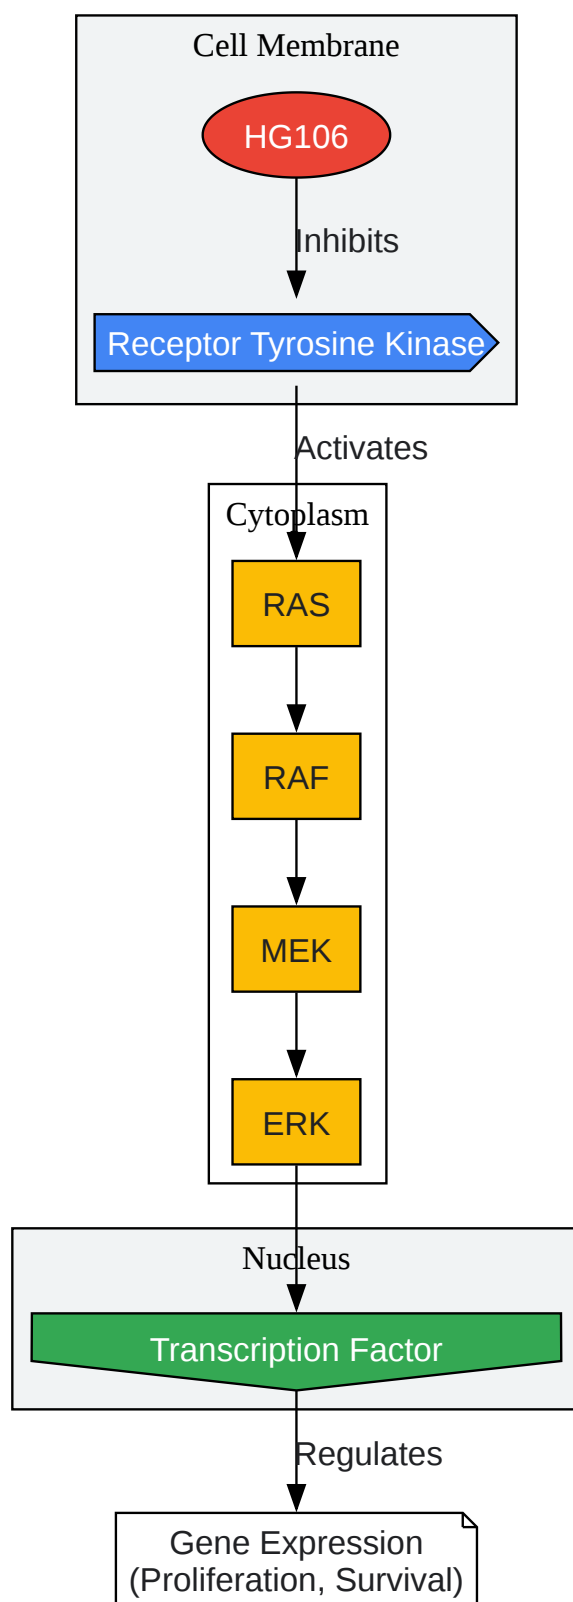 Cell Membrane
HG106
Inhibits
Receptor Tyrosine Kinase
Activates
Cytoplasm
RAS
RAF
MEK
ERK
Nucleus
Transcription Factor
Regulates
Gene Expression
(Proliferation, Survival)